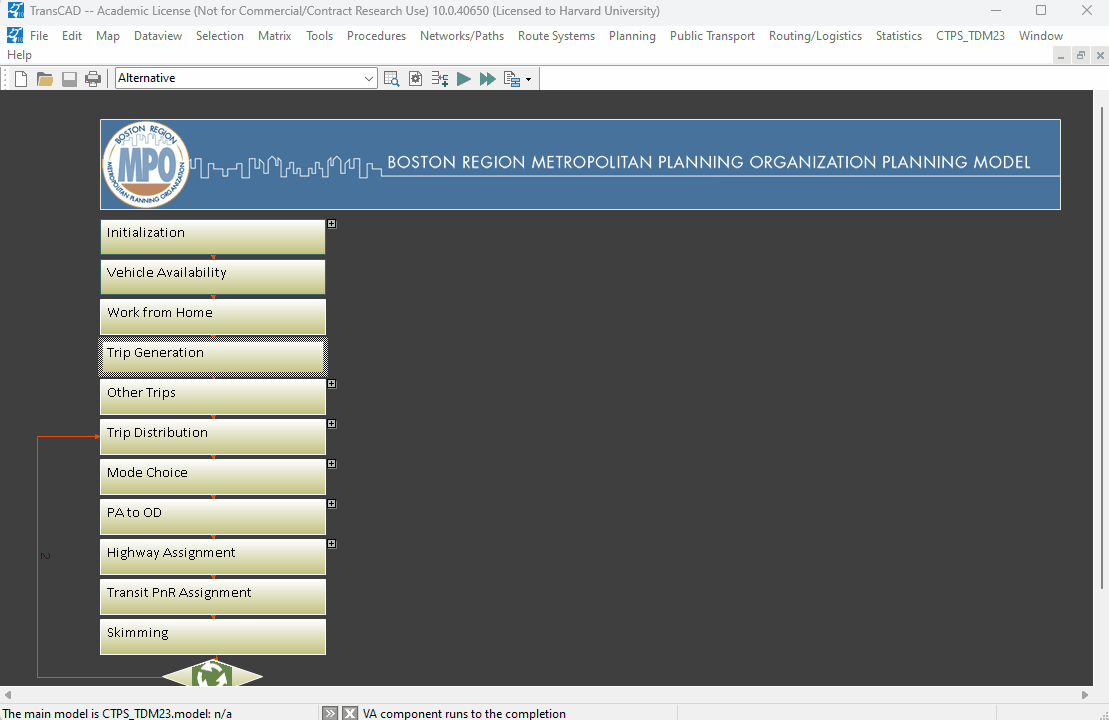 TransCAD -- Academic License (Not for Commercial/Contract Research Use) 10.0.40650 (Licensed to Harvard University)
File Edit Map Dataview Selection Matrix Tools Procedures Networks/Paths Route Systems Planning Public Transport Routing/Logistics Statistics CTPS_TDM23 Window
Help
Alternative
BOSTON REGION
MPO
METROPOLITAN PLANNING ORGANIZATION
BOSTON REGION METROPOLITAN PLANNING ORGANIZATION PLANNING MODEL
Initialization
Vehicle Availability
Work from Home
Trip Generation
Other Trips
Trip Distribution
Mode Choice
PA to OD
2
Highway Assignment
Transit PnR Assignment
Skimming
The main model is CTPS_TDM23.model: n/a
VA component runs to the completion